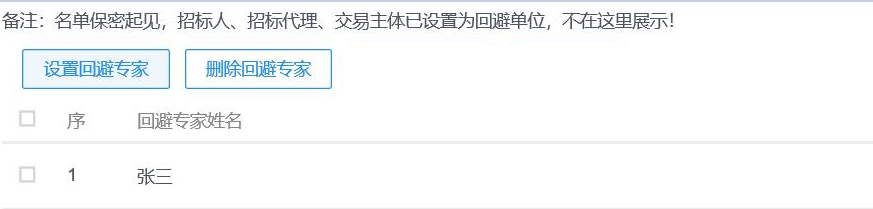 备注：名单保密起见，招标人、招标代理、交易主体已设置为回避单位，不在这里展示！
设置回避专家 删除回避专家
序 回避专家姓名
1 张三